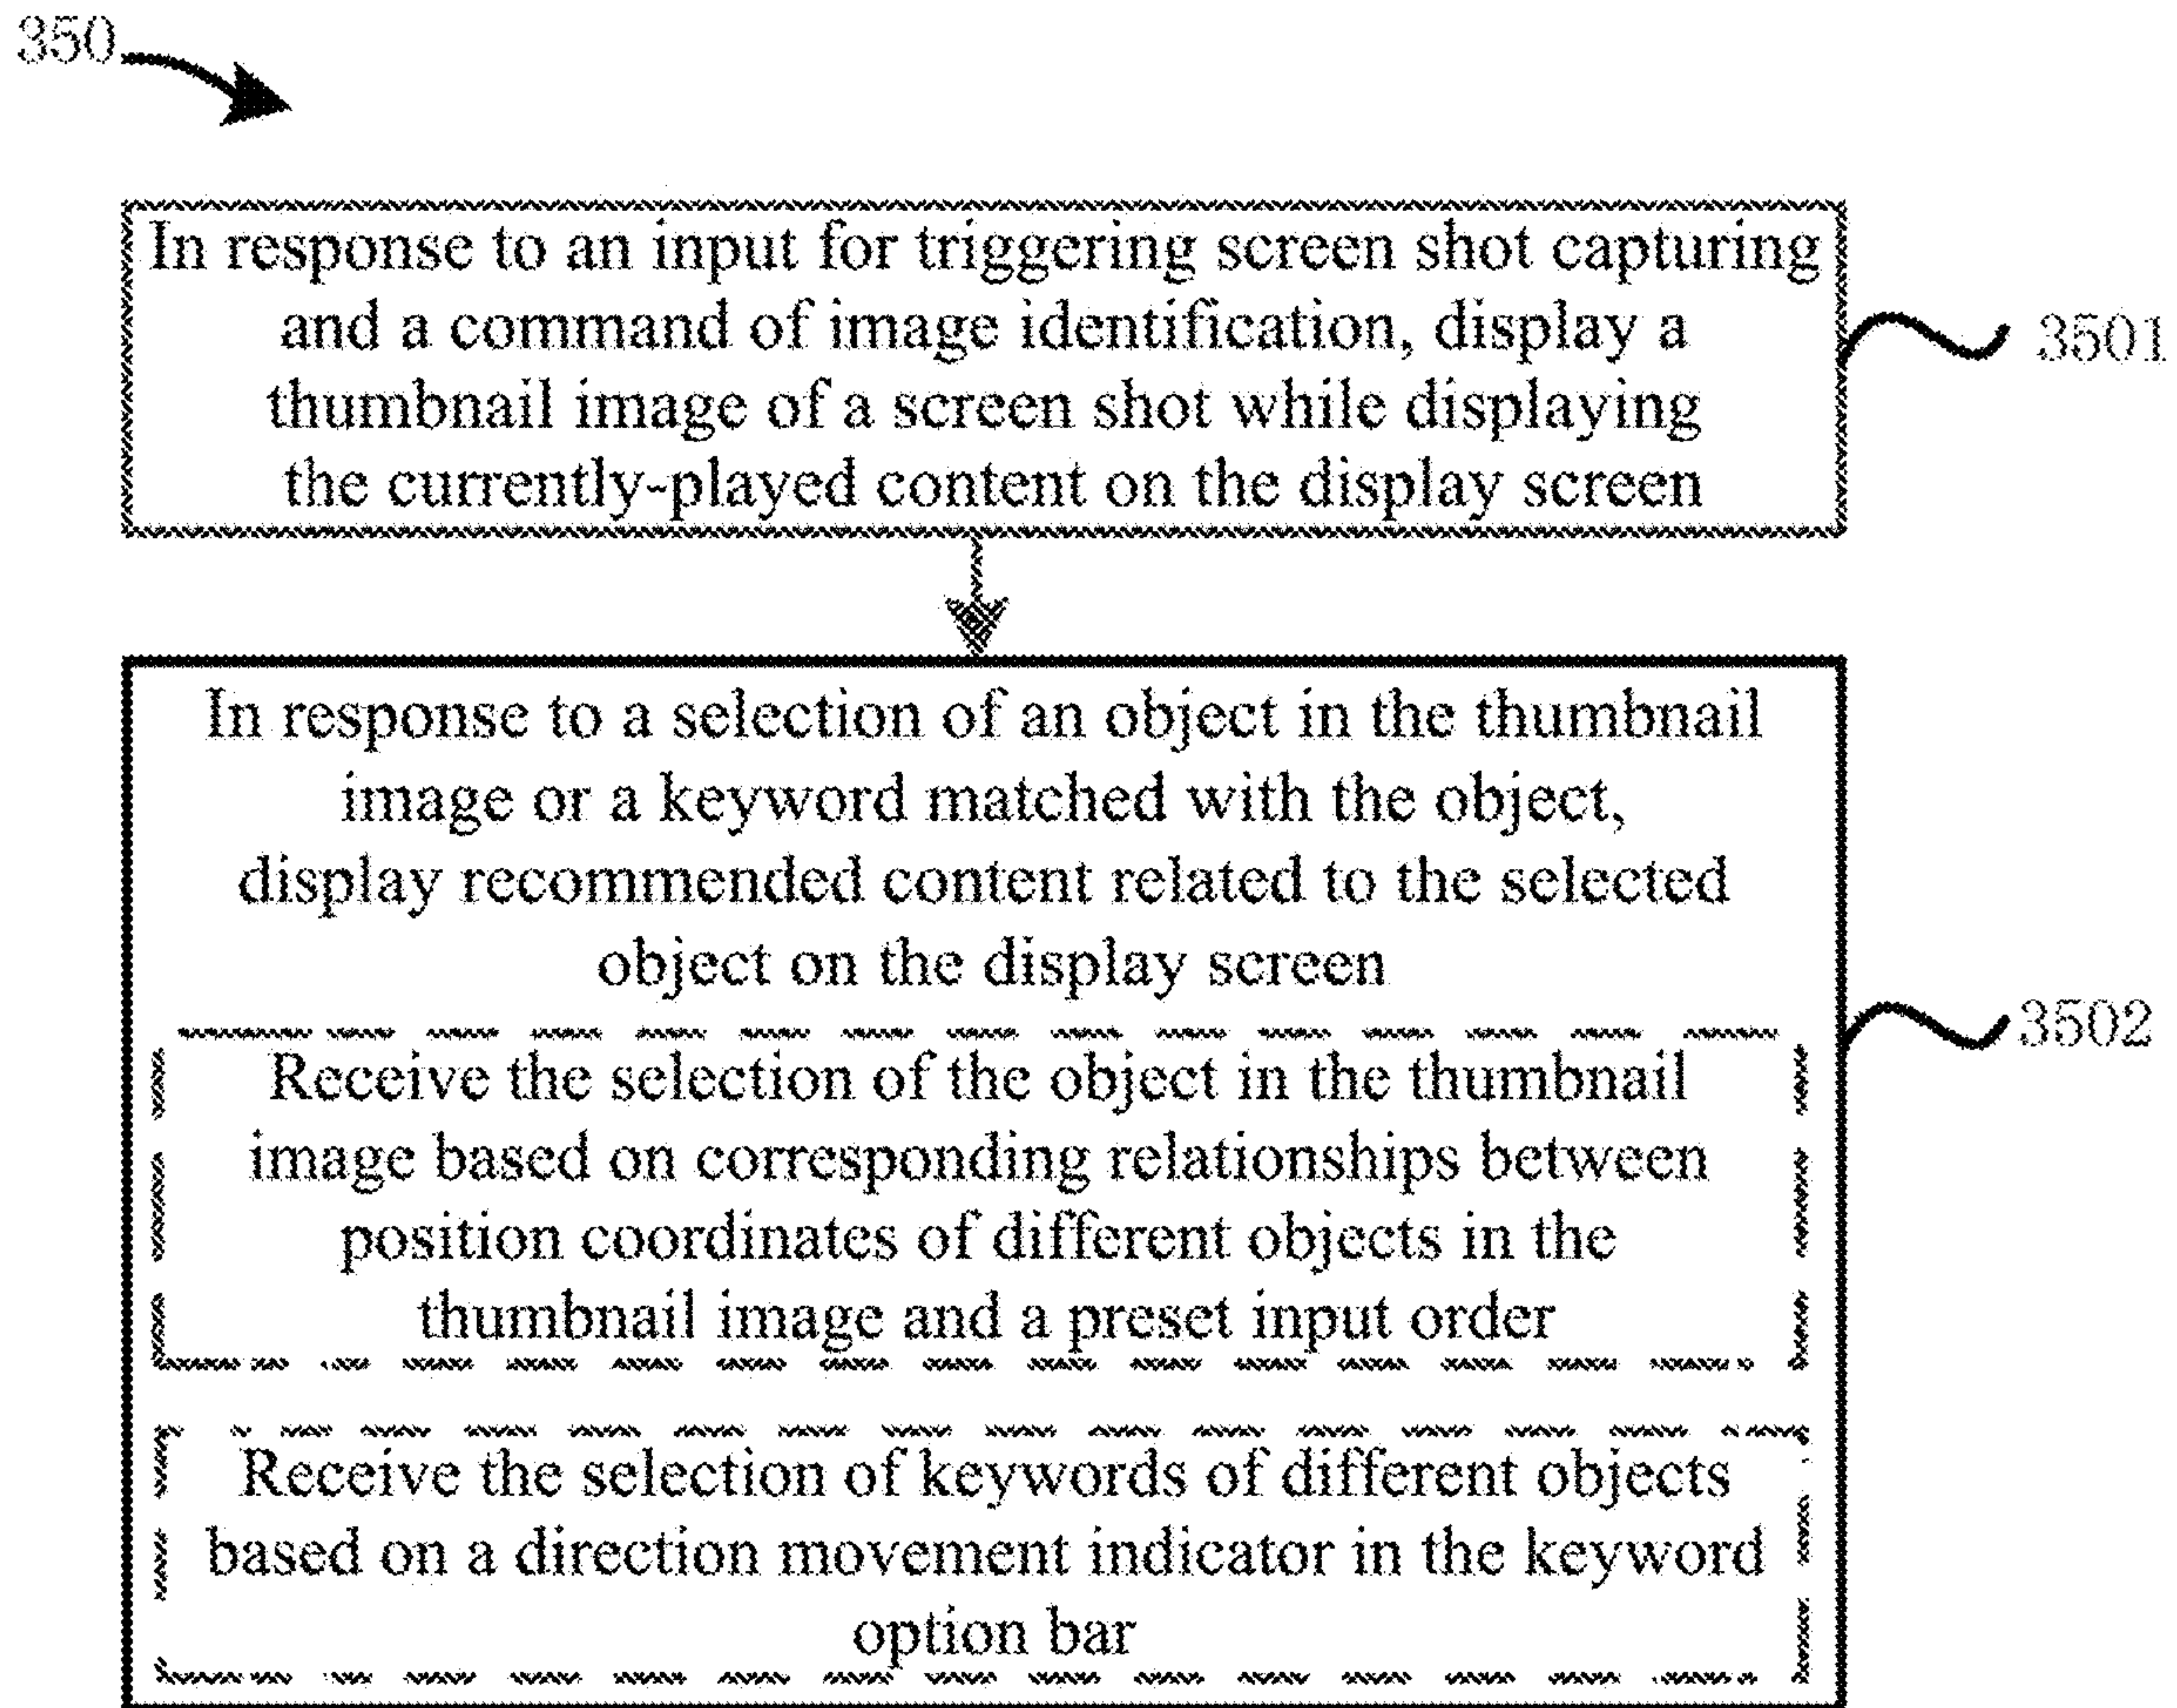 350
In response to an input for triggering screen shot capturing
and a command of image identification, display a
thumbnail image of a screen shot while displaying
the currently-played content on the display screen
3501
In response to a selection of an object in the thumbnail
image or a keyword matched with the object,
display recommended content related to the selected
object on the display screen
3502
Receive the selection of the object in the thumbnail
image based on corresponding relationships between
position coordinates of different objects in the
thumbnail image and a preset input order
Receive the selection of keywords of different objects
based on a direction movement indicator in the keyword
option bar